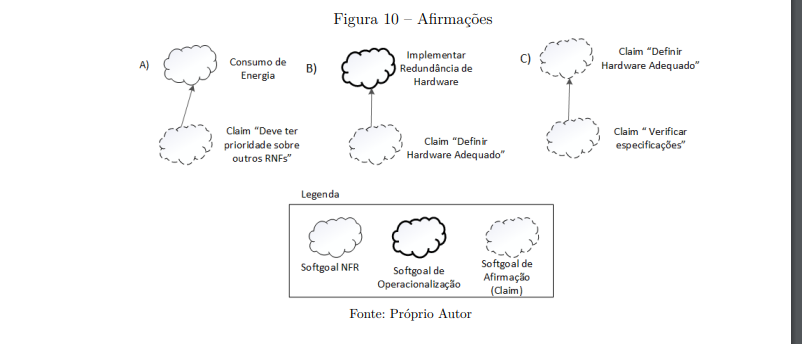 Figura 10 – Afirmações
A)
Consumo de
Energia
Claim “Deve ter
prioridade sobre
outros RNFs”
B)
Implementar
Redundância de
Hardware
Claim “Definir
Hardware Adequado”
C)
Claim “Definir
Hardware Adequado”
Claim “ Verificar
especificações”
Legenda
Softgoal NFR
Softgoal de
Operacionalização
Softgoal de
Afirmação
(Claim)
Fonte: Próprio Autor